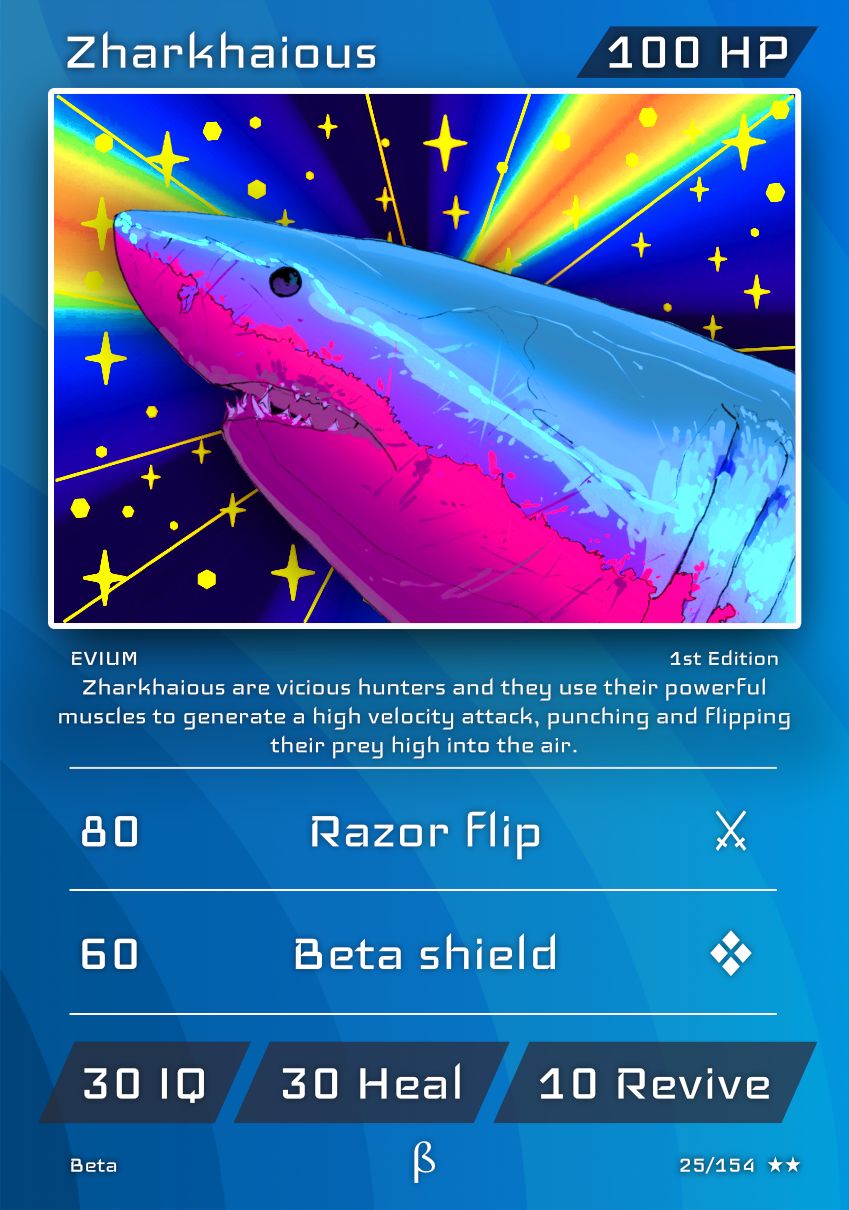 Zharkhaious
100 HP
EVIUM
1st Edition
Zharkhaious are vicious hunters and they use their powerful
muscles to generate a high velocity attack, punching and flipping
their prey high into the air.
80 Razor Flip
60 Beta shield
30 IQ
30 Heal
10 Revive
Beta
β
25/154 ★★